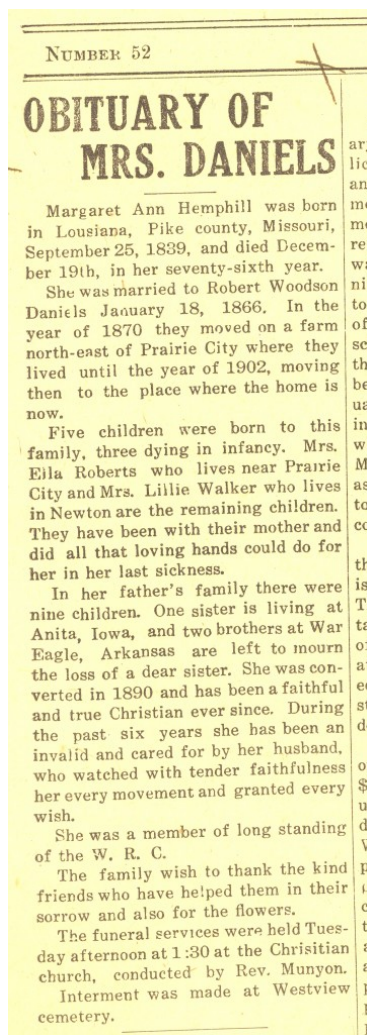 NUMBER 52
OBITUARY OF
MRS. DANIELS
Margaret Ann Hemphill was born
in Lousiana, Pike county, Missouri,
September 25, 1839, and died Decem-
ber 19th, in her seventy-sixth year.
She was married to Robert Woodson
Daniels January 18, 1866. In the
year of 1870 they moved on a farm
north-east of Prairie City where they
lived until the year of 1902, moving
then to the place where the home is
now.
Five children were born to this
family, three dying in infancy. Mrs.
Ella Roberts who lives near Prairie
City and Mrs. Lillie Walker who lives
in Newton are the remaining children.
They have been with their mother and
did all that loving hands could do for
her in her last sickness.
In her father's family there were
nine children. One sister is living at
Anita, Iowa, and two brothers at War
Eagle, Arkansas are left to mourn
the loss of a dear sister. She was con-
verted in 1890 and has been a faithful
and true Christian ever since. During
the past six years she has been an
invalid and cared for by her husband,
who watched with tender faithfulness
her every movement and granted every
wish.
She was a member of long standing
of the W. R. C.
The family wish to thank the kind
friends who have helped them in their
sorrow and also for the flowers.
The funeral services were held Tues-
day afternoon at 1:30 at the Chrisitian
church, conducted by Rev. Munyon.
Interment was made at Westview
cemetery.